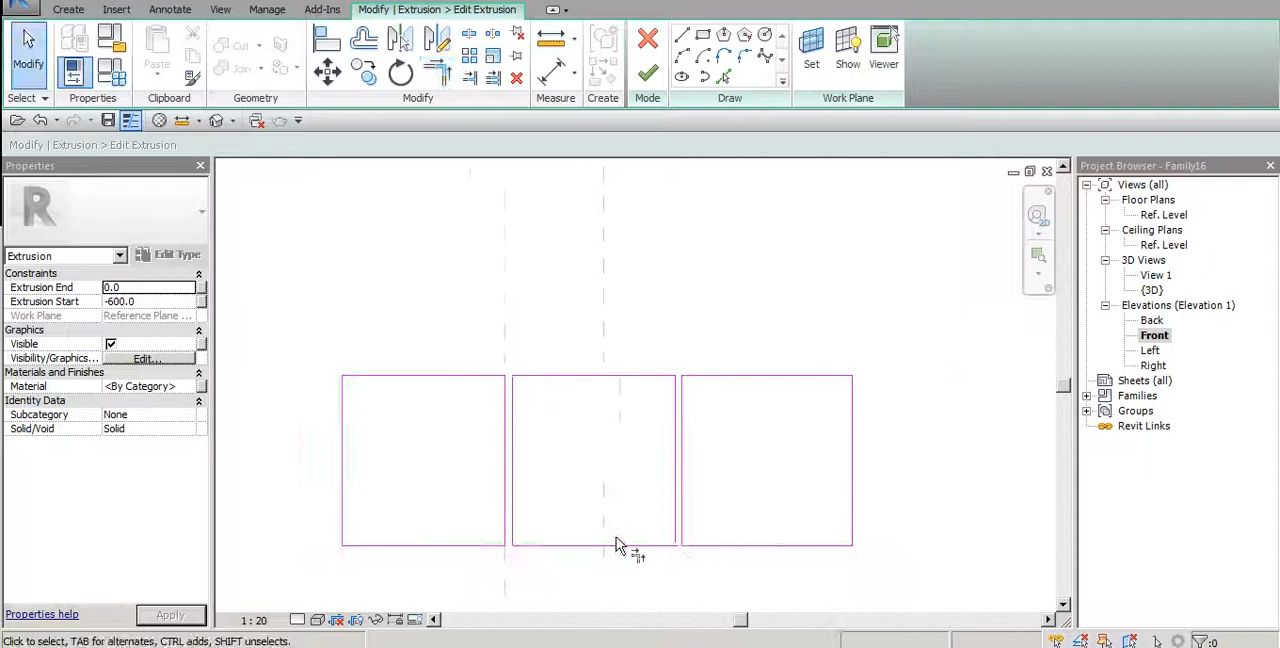 Create Insert Annotate View Manage Add-Ins Modify | Extrusion > Edit Extrusion
Modify Paste Cut Join Set Show Viewer
Select Properties Clipboard Geometry Modify Measure Create Mode Draw Work Plane
Modify | Extrusion > Edit Extrusion
Properties
R
Extrusion Edit Type
Constraints
Extrusion End 0.0
Extrusion Start -600.0
Work Plane Reference Plane ...
Graphics
Visible
Visibility/Graphics... Edit...
Materials and Finishes
Material <By Category>
Identity Data
Subcategory None
Solid/Void Solid
Properties help Apply
2D
1 : 20
Project Browser - Family16
Views (all)
Floor Plans
Ref. Level
Ceiling Plans
Ref. Level
3D Views
View 1
{3D}
Elevations (Elevation 1)
Back
Front
Left
Right
Sheets (all)
Families
Groups
Revit Links
Click to select, TAB for alternates, CTRL adds, SHIFT unselects. :0